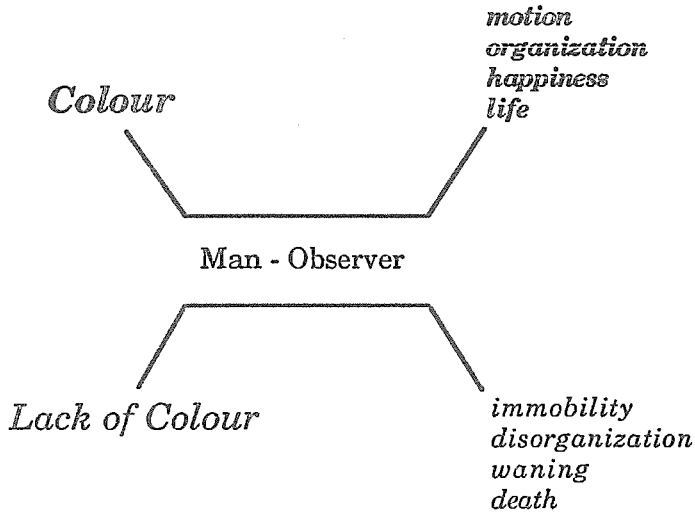 motion
organization
happiness
life
Colour
Man - Observer
Lack of Colour
immobility
disorganization
waning
death